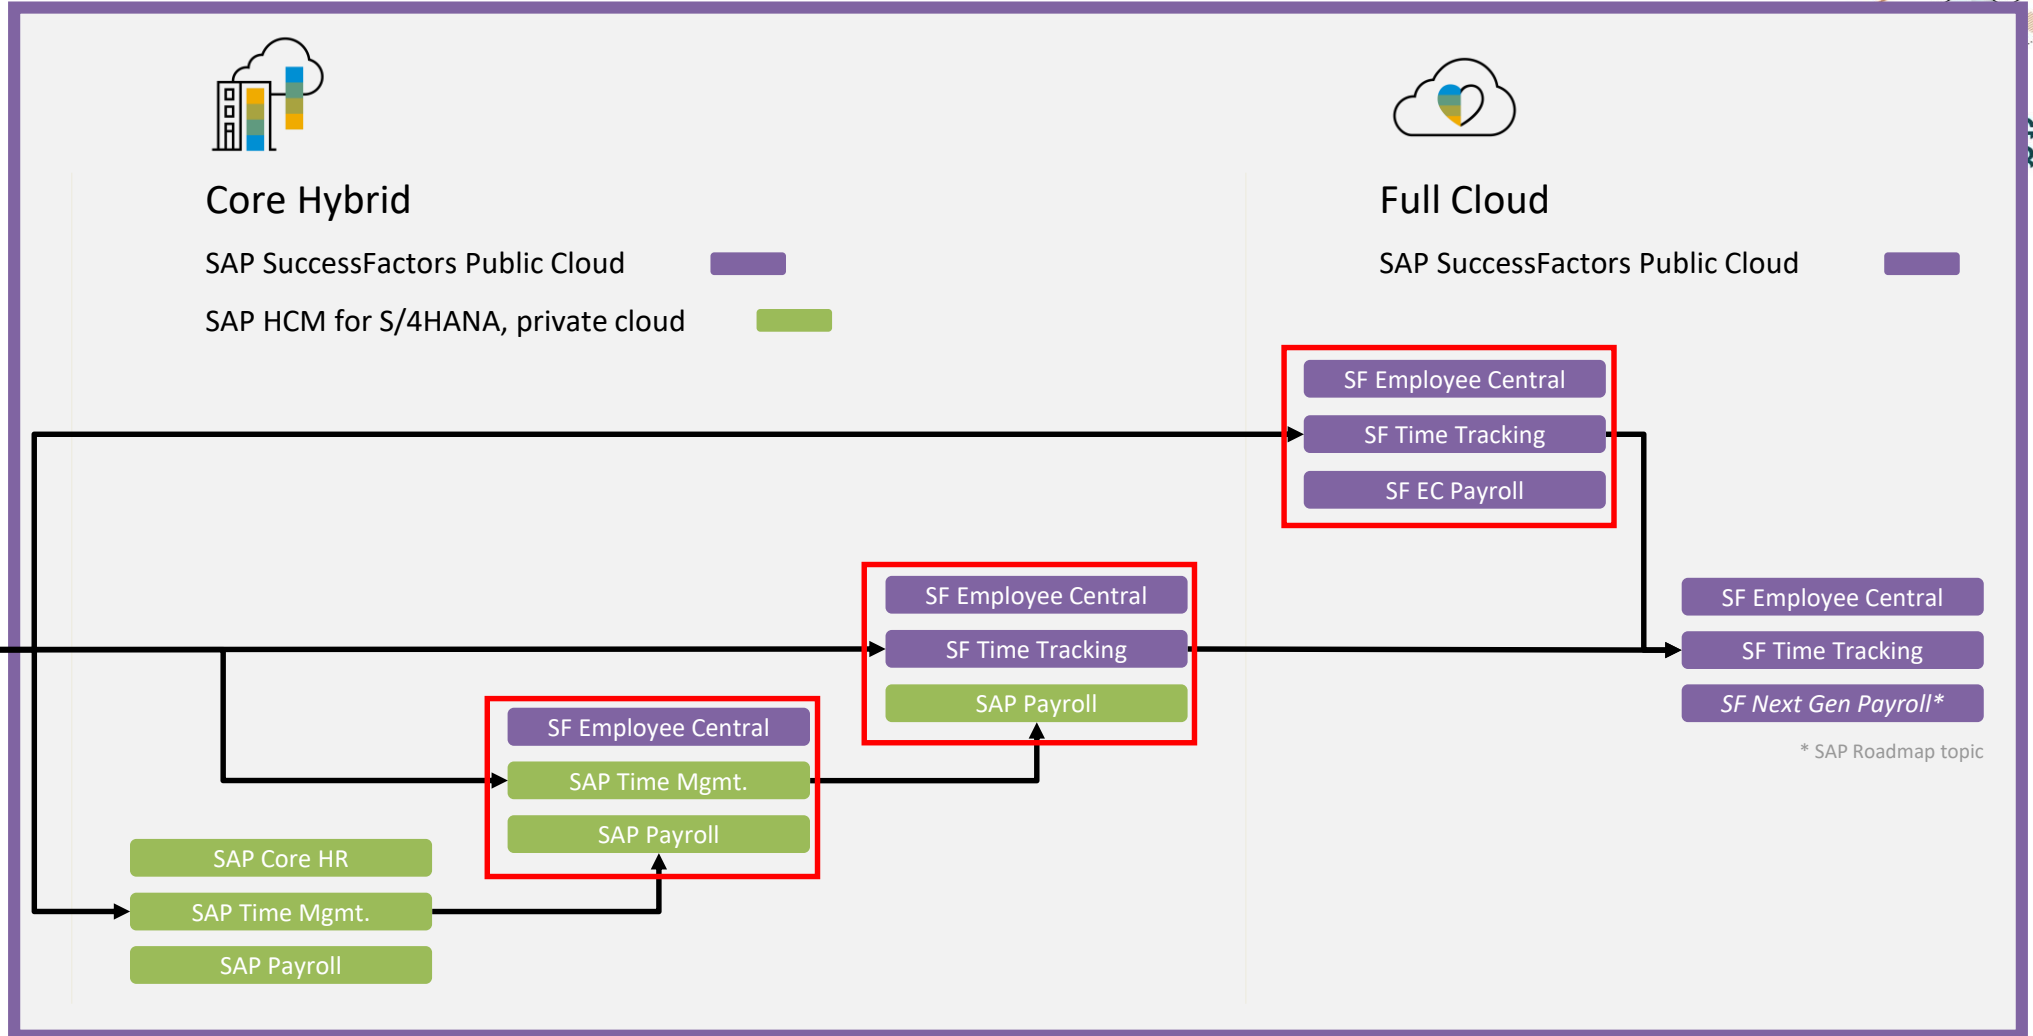 Core Hybrid
SAP SuccessFactors Public Cloud
SAP HCM for S/4HANA, private cloud
Full Cloud
SAP SuccessFactors Public Cloud
SF Employee Central
SF Time Tracking
SF EC Payroll
SF Employee Central
SF Time Tracking
SAP Payroll
SF Employee Central
SF Time Tracking
SF Next Gen Payroll*
* SAP Roadmap topic
SF Employee Central
SAP Time Mgmt.
SAP Payroll
SAP Core HR
SAP Time Mgmt.
SAP Payroll